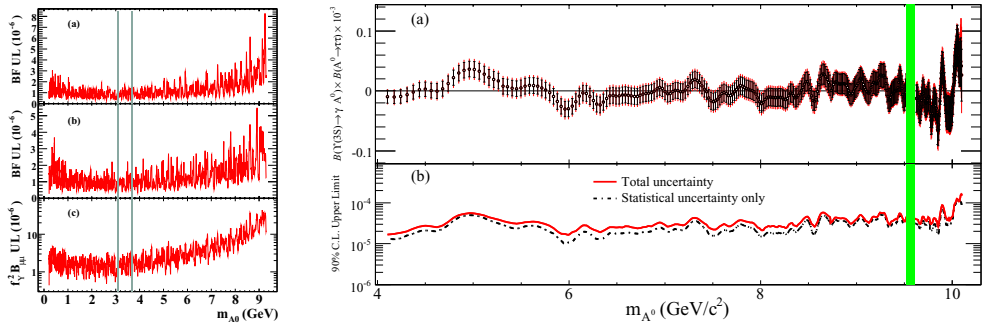 (a)
BF UL (10⁻⁶)
8
7
6
5
4
3
2
1
0
(b)
BF UL (10⁻⁶)
5
4
3
2
1
0
(c)
f²_Υ B_μμ UL (10⁻⁶)
10
1
0 1 2 3 4 5 6 7 8 9
m_A0 (GeV)
(a)
B(Υ(3S)→γ A⁰)× B(A⁰→ττ) × 10⁻³
0.1
0
-0.1
(b)
Total uncertainty
Statistical uncertainty only
90% C.L. Upper Limit
10⁻⁴
10⁻⁵
10⁻⁶
4 6 8 10
m_A⁰ (GeV/c²)